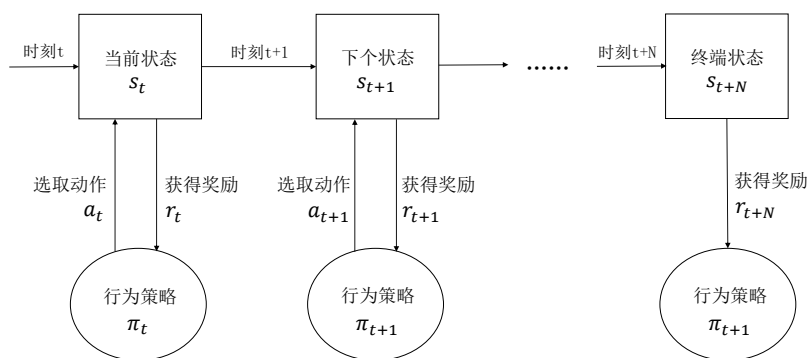 时刻t
当前状态
s_t
时刻t+1
下个状态
s_{t+1}
······
时刻t+N
终端状态
s_{t+N}
选取动作
a_t
获得奖励
r_t
选取动作
a_{t+1}
获得奖励
r_{t+1}
获得奖励
r_{t+N}
行为策略
π_t
行为策略
π_{t+1}
行为策略
π_{t+1}